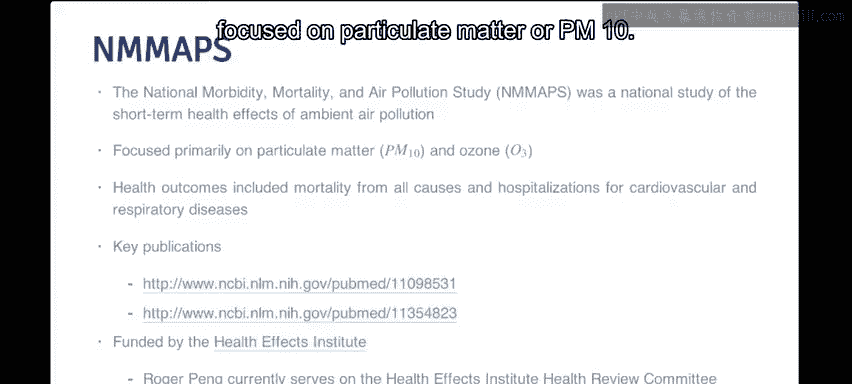 focused on particulate matter or PM 10.
NMMAPS
· The National Morbidity, Mortality, and Air Pollution Study (NMMAPS) was a national study of the
short-term health effects of ambient air pollution
· Focused primarily on particulate matter (PM10) and ozone (O3)
· Health outcomes included mortality from all causes and hospitalizations for cardiovascular and
respiratory diseases
· Key publications
- http://www.ncbi.nlm.nih.gov/pubmed/11098531
- http://www.ncbi.nlm.nih.gov/pubmed/11354823
· Funded by the Health Effects Institute
- Roger Peng currently serves on the Health Effects Institute Health Review Committee